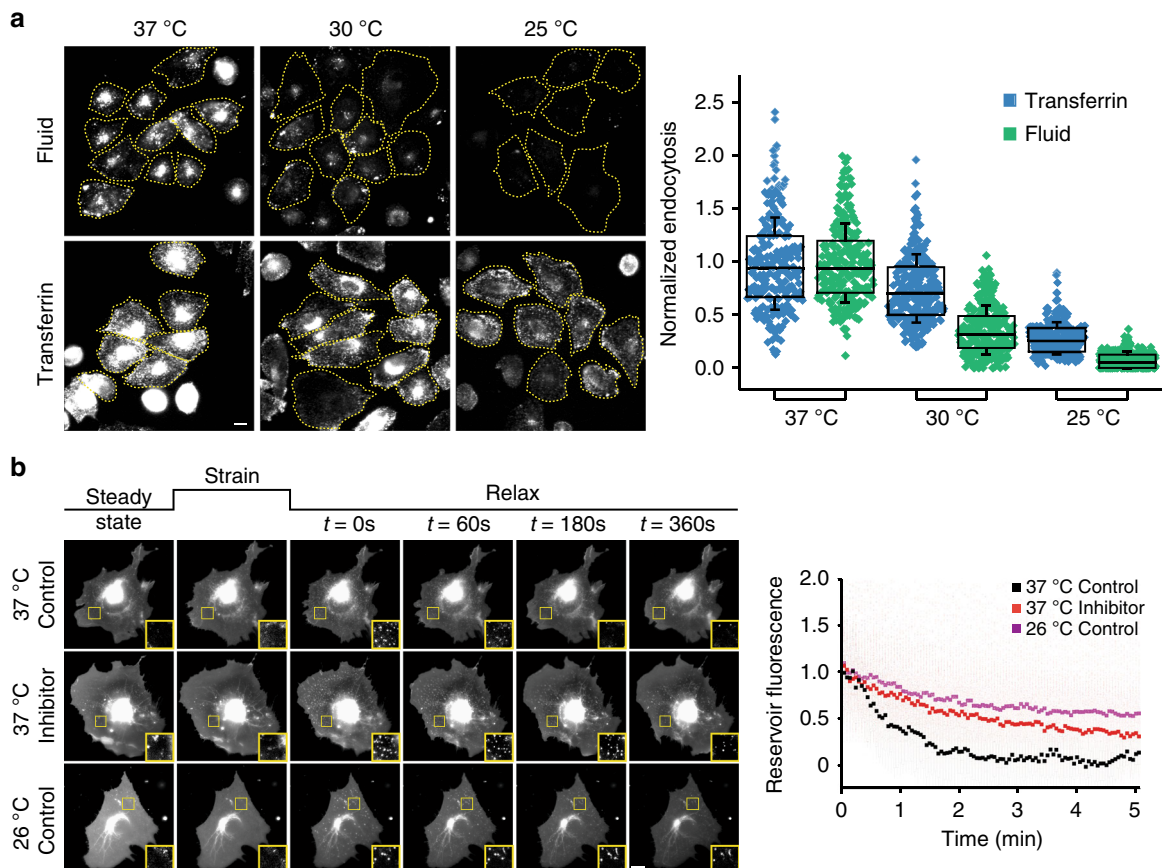 a
37 °C
30 °C
25 °C
Fluid
Transferrin
Normalized endocytosis
2.5
2.0
1.5
1.0
0.5
0.0
Transferrin
Fluid
37 °C
30 °C
25 °C
b
Steady
state
Strain
Relax
t = 0s
t = 60s
t = 180s
t = 360s
37 °C
Control
37 °C
Inhibitor
26 °C
Control
Reservoir fluorescence
2.0
1.5
1.0
0.5
0
37 °C Control
37 °C Inhibitor
26 °C Control
0
1
2
3
4
5
Time (min)